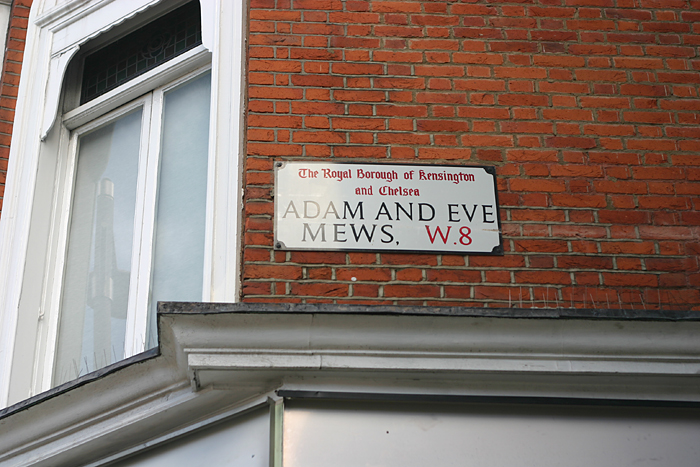 The Royal Borough of Kensington
and Chelsea
ADAM AND EVE
MEWS, W.8